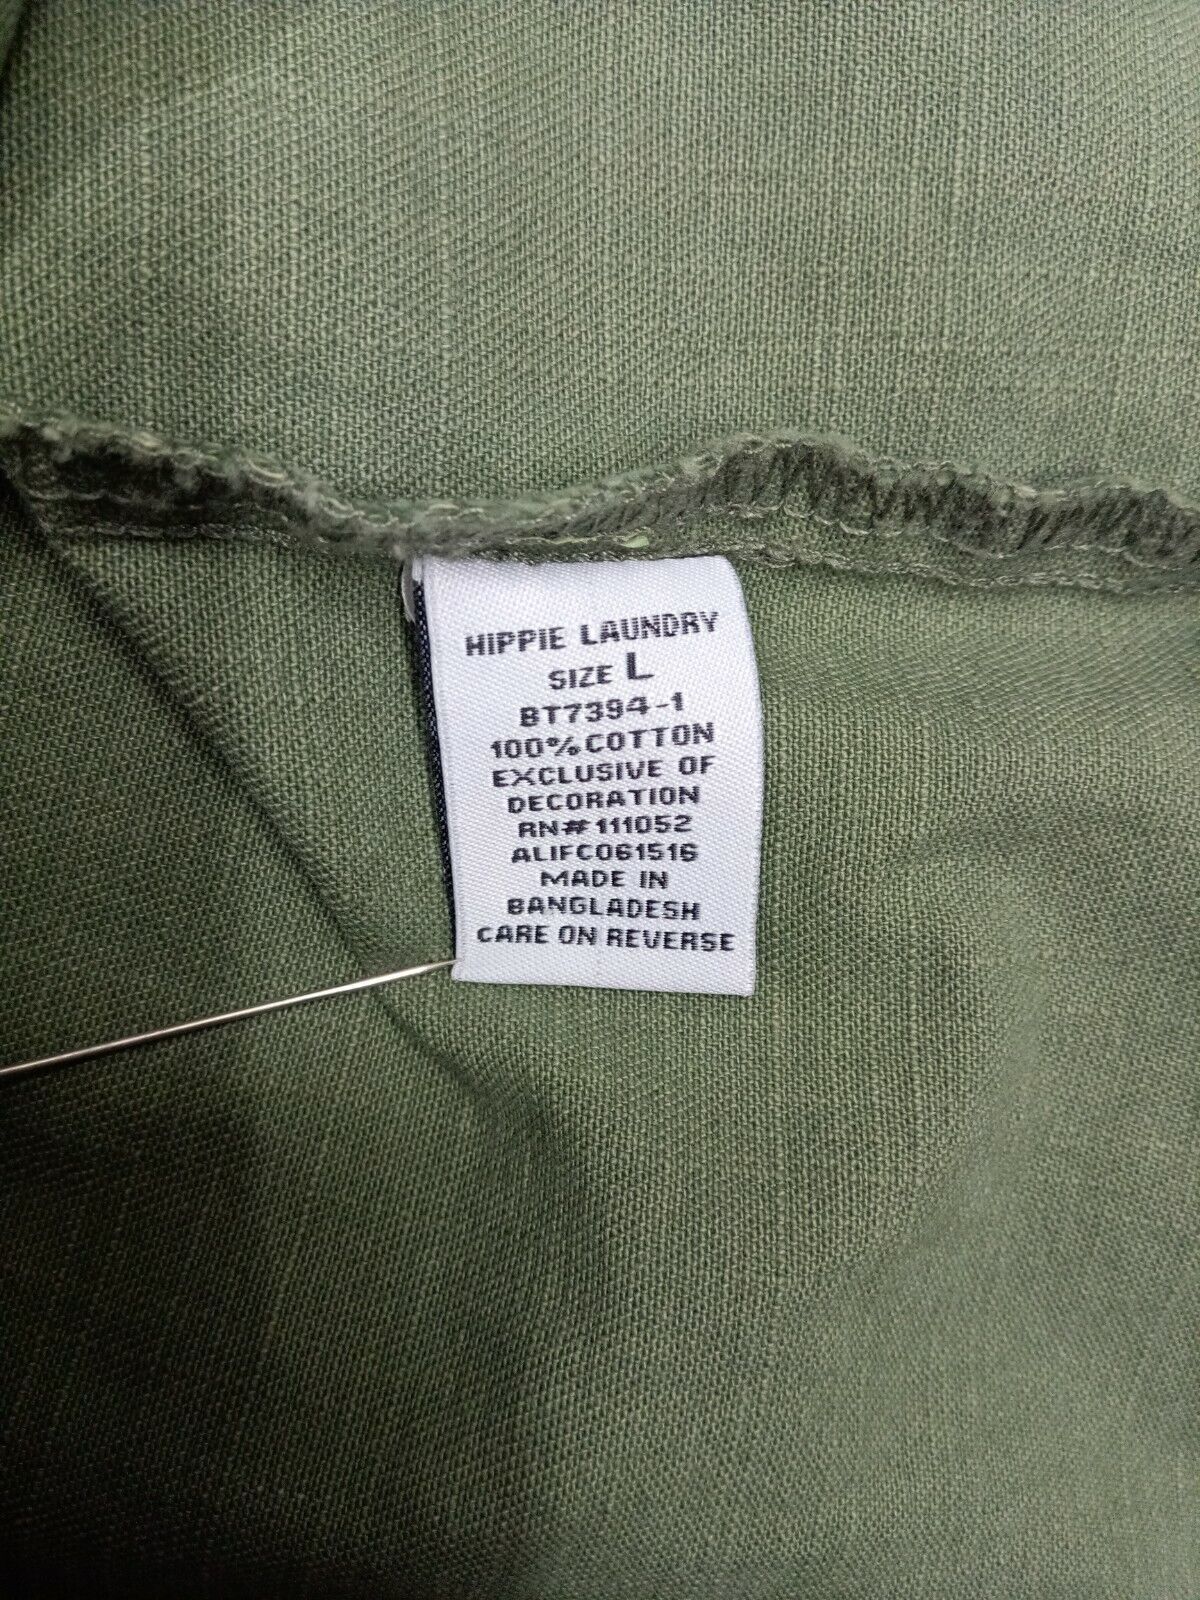 HIPPIE LAUNDRY
SIZE L
BT7394-1
100% COTTON
EXCLUSIVE OF
DECORATION
RN# 111052
ALIFC061516
MADE IN
BANGLADESH
CARE ON REVERSE